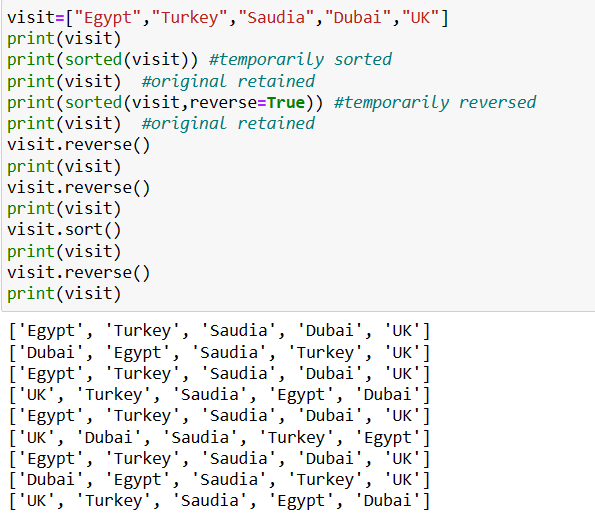 visit=["Egypt","Turkey","Saudia","Dubai","UK"]
print(visit)
print(sorted(visit)) #temporarily sorted
print(visit)  #original retained
print(sorted(visit,reverse=True)) #temporarily reversed
print(visit)  #original retained
visit.reverse()
print(visit)
visit.reverse()
print(visit)
visit.sort()
print(visit)
visit.reverse()
print(visit)
['Egypt', 'Turkey', 'Saudia', 'Dubai', 'UK']
['Dubai', 'Egypt', 'Saudia', 'Turkey', 'UK']
['Egypt', 'Turkey', 'Saudia', 'Dubai', 'UK']
['UK', 'Turkey', 'Saudia', 'Egypt', 'Dubai']
['Egypt', 'Turkey', 'Saudia', 'Dubai', 'UK']
['UK', 'Dubai', 'Saudia', 'Turkey', 'Egypt']
['Egypt', 'Turkey', 'Saudia', 'Dubai', 'UK']
['Dubai', 'Egypt', 'Saudia', 'Turkey', 'UK']
['UK', 'Turkey', 'Saudia', 'Egypt', 'Dubai']